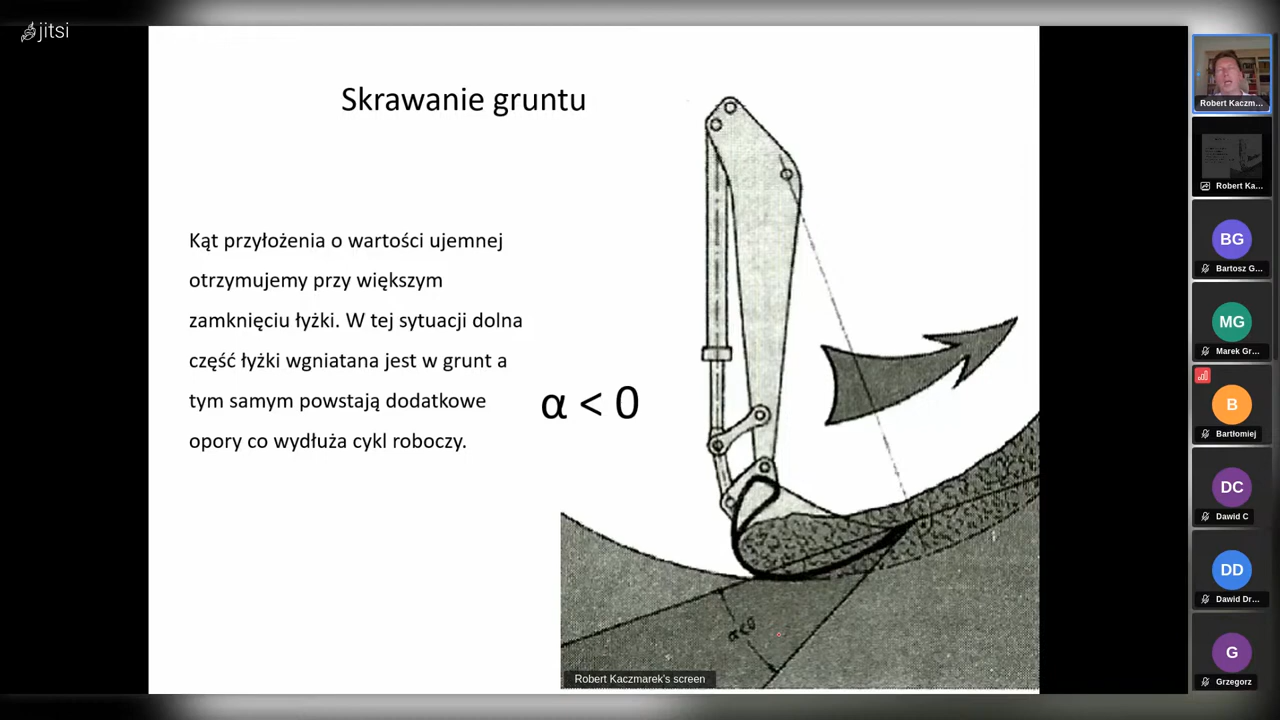 jitsi
Skrawanie gruntu
Kąt przyłożenia o wartości ujemnej
otrzymujemy przy większym
zamknięciu łyżki. W tej sytuacji dolna
część łyżki wgniatana jest w grunt a
tym samym powstają dodatkowe
opory co wydłuża cykl roboczy.
α < 0
α<0
Robert Kaczmarek's screen
Robert Kaczm...
Robert Ka...
BG
Bartosz G...
MG
Marek Gr...
B
Bartłomiej
DC
Dawid C
DD
Dawid Dr...
G
Grzegorz